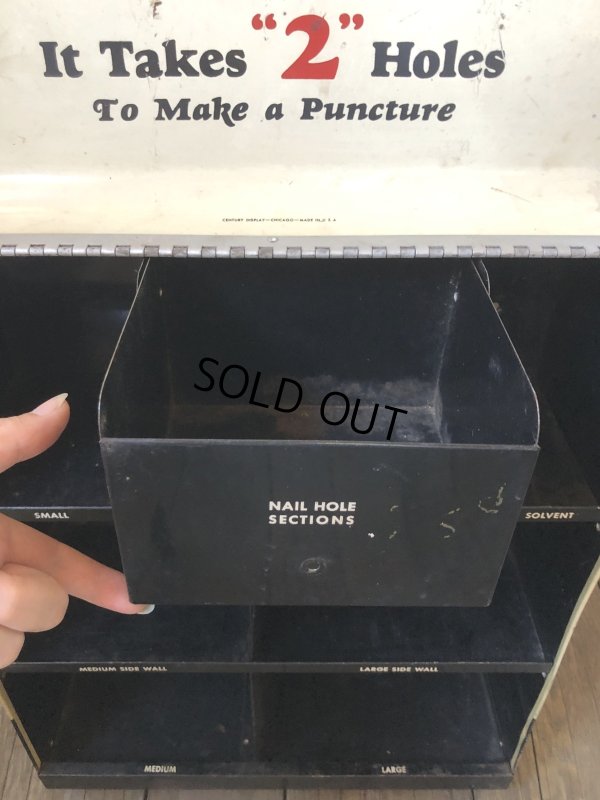 It Takes "2" Holes
To Make a Puncture
CENTURY DISPLAY—CHICAGO—MADE IN U S A
SOLD OUT
NAIL HOLE
SECTIONS
SMALL
SOLVENT
MEDIUM SIDE WALL
LARGE SIDE WALL
MEDIUM
LARGE